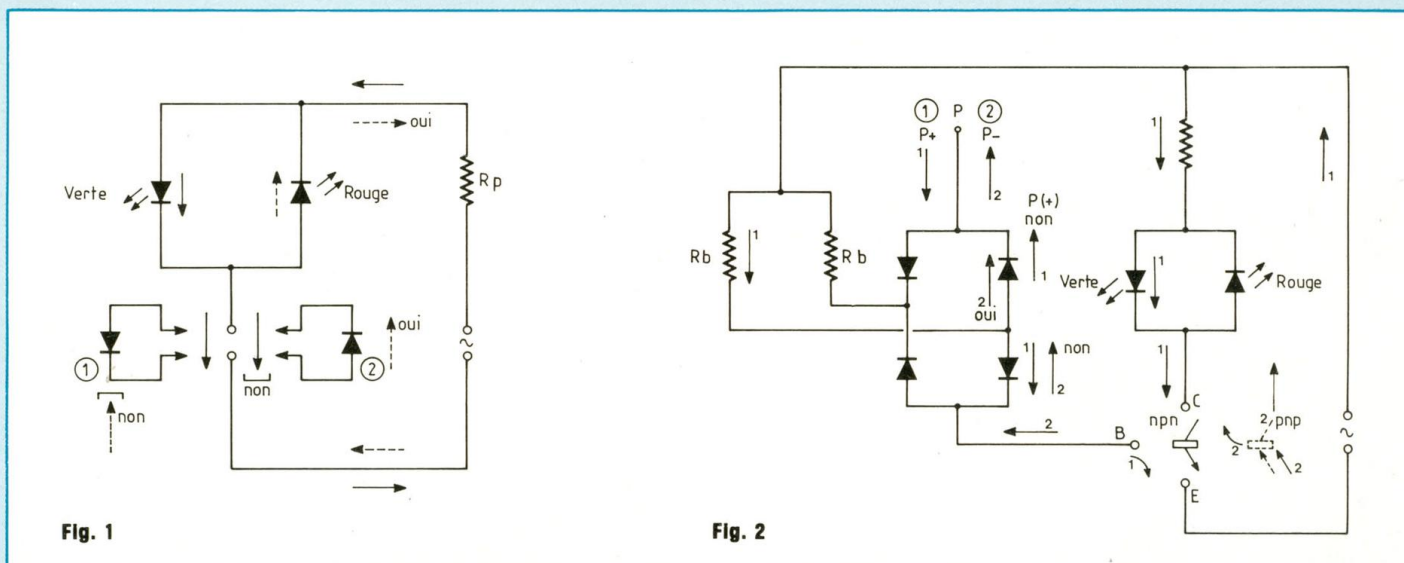 oui
Verte
Rouge
Rp
①
non
non
②
oui
~
Fig. 1
① P ②
P+ P-
1
2
P(+)
non
1
1
1
Rb
1
Rb
2
oui
1
2
non
Verte
1
Rouge
1
2
B
1
C
npn
E
2
pnp
2
2
~
Fig. 2